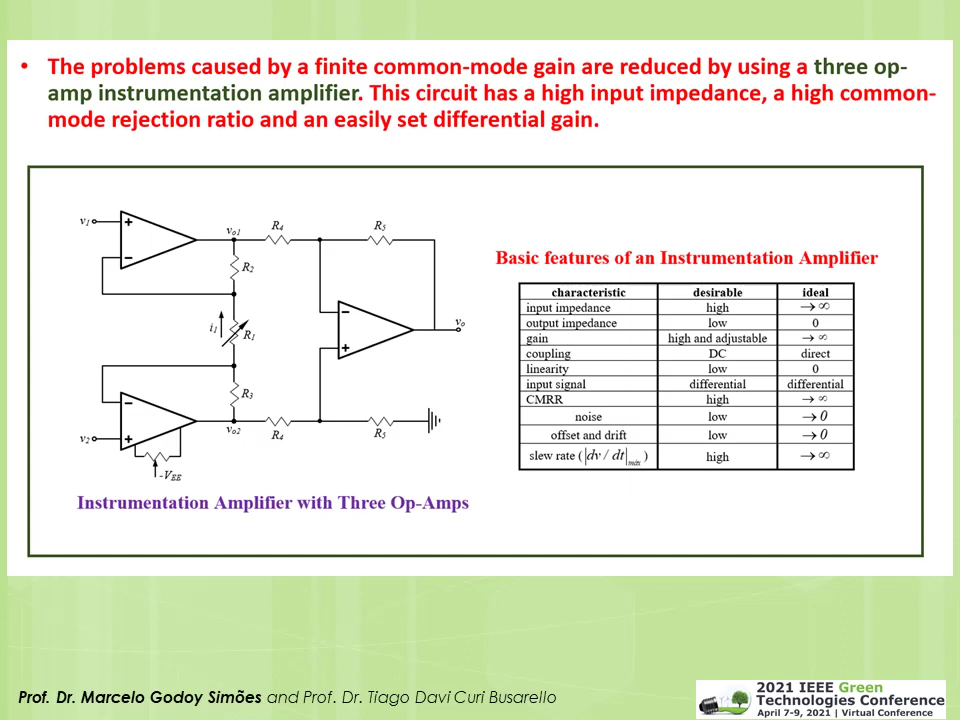 • The problems caused by a finite common-mode gain are reduced by using a three op-
amp instrumentation amplifier. This circuit has a high input impedance, a high common-
mode rejection ratio and an easily set differential gain.
v1
+
−
vo1
R4
R5
R2
i1
R1
−
+
vo
R3
−
+
v2
vo2
R4
R5
-VEE
Instrumentation Amplifier with Three Op-Amps
Basic features of an Instrumentation Amplifier
characteristic desirable ideal
input impedance high → ∞
output impedance low 0
gain high and adjustable → ∞
coupling DC direct
linearity low 0
input signal differential differential
CMRR high → ∞
noise low → 0
offset and drift low → 0
slew rate ( |dv / dt|máx ) high → ∞
Prof. Dr. Marcelo Godoy Simões and Prof. Dr. Tiago Davi Curi Busarello
2021 IEEE Green
Technologies Conference
April 7-9, 2021 | Virtual Conference